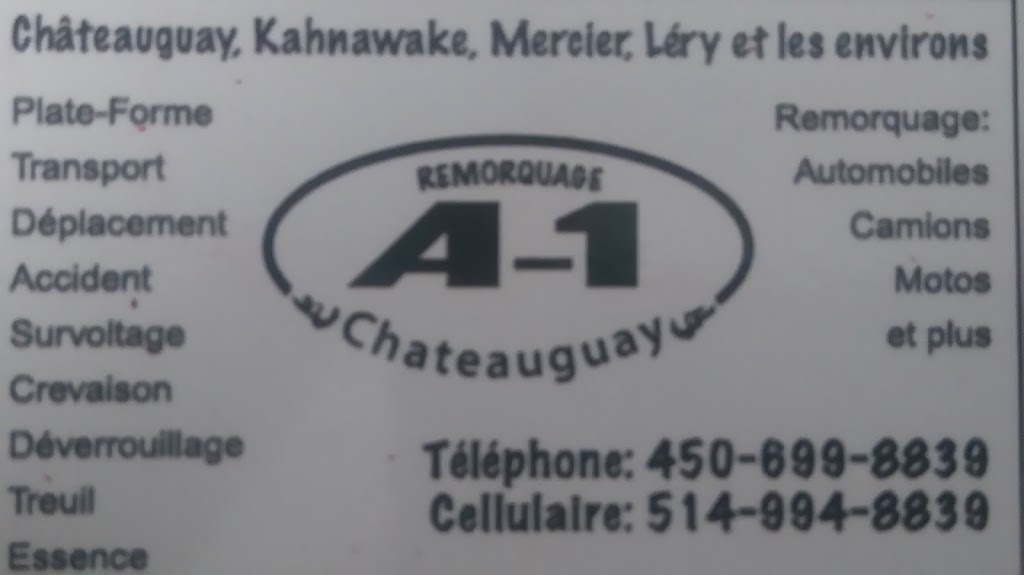 Châteauguay, Kahnawake, Mercier, Léry et les environs
Plate-Forme
Transport
Déplacement
Accident
Survoltage
Crevaison
Déverrouillage
Treuil
Essence
REMORQUAGE
A-1
Chateauguay
Remorquage:
Automobiles
Camions
Motos
et plus
Téléphone: 450-699-8839
Cellulaire: 514-994-8839